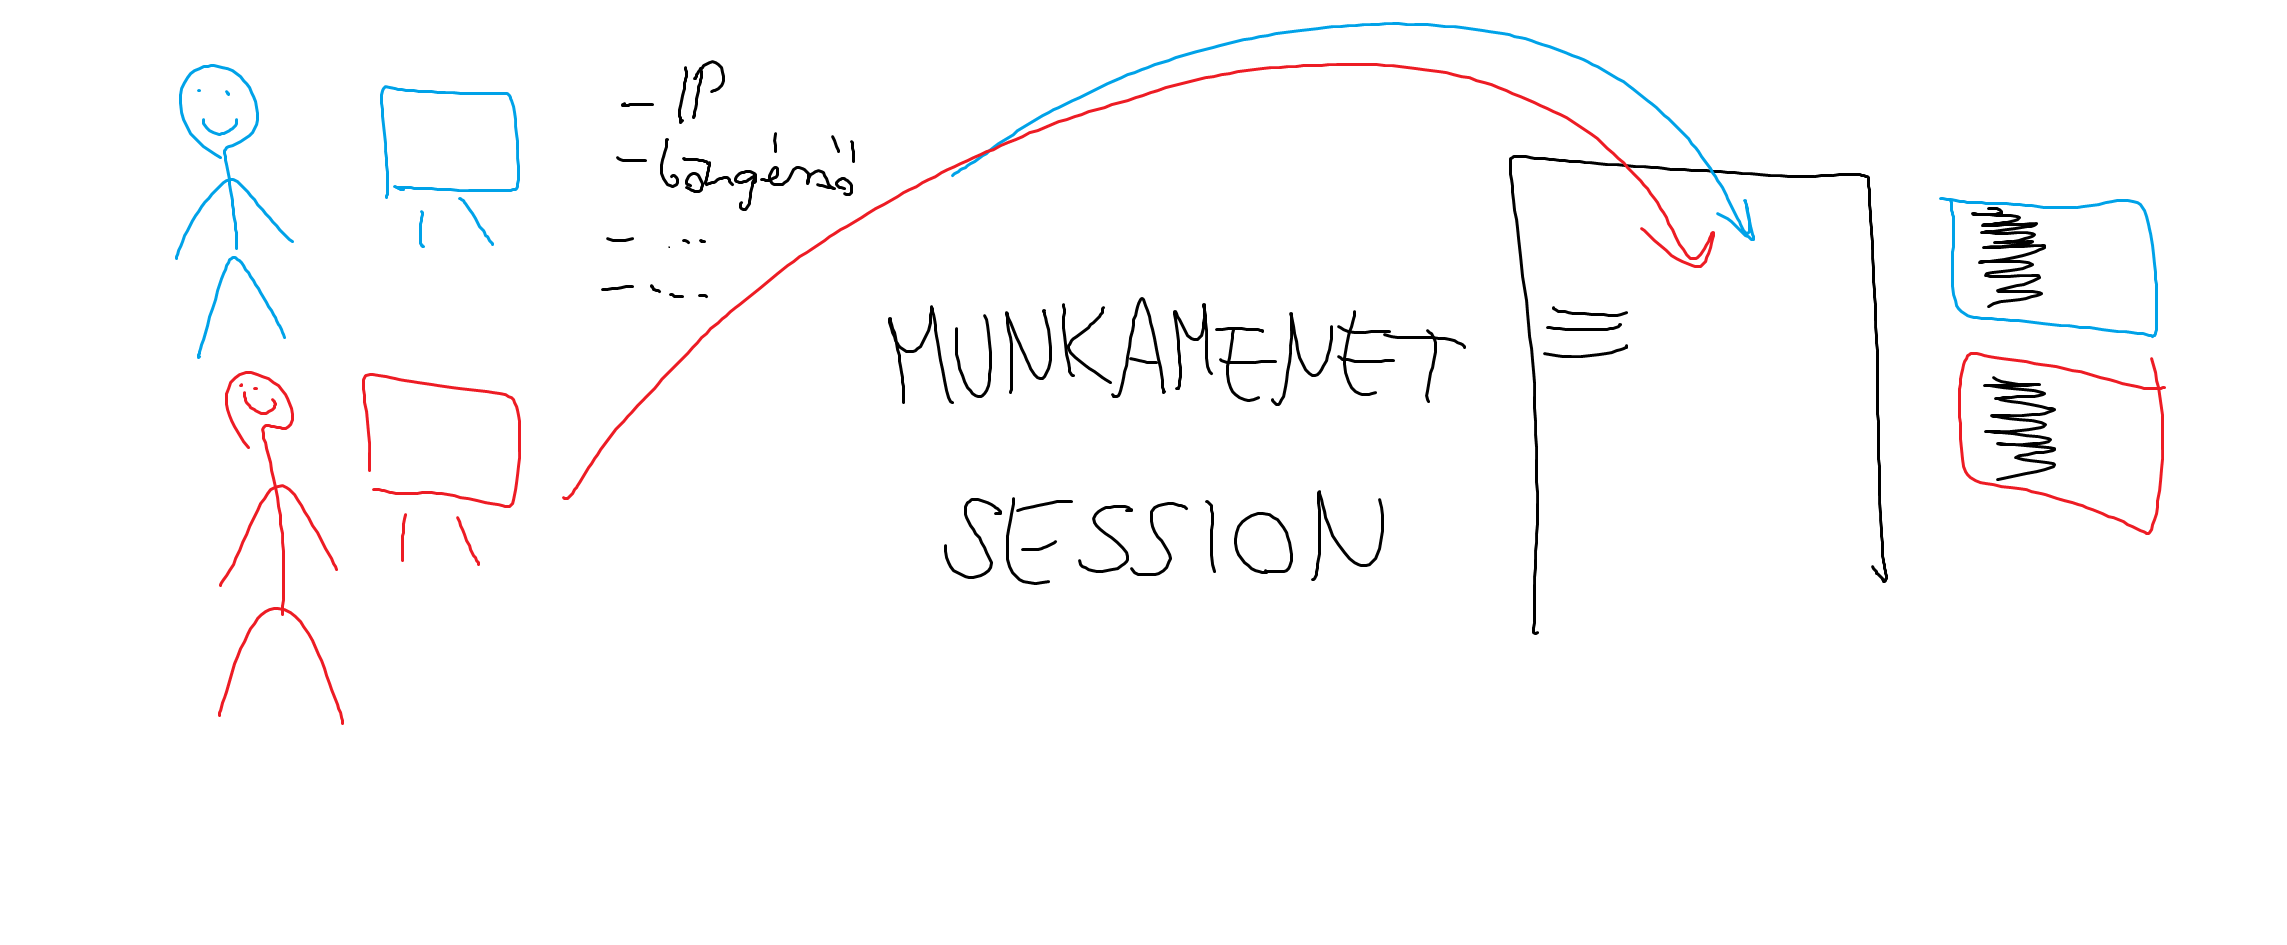 - IP
- böngésző
- ...
- ...
MUNKAMENET
SESSION